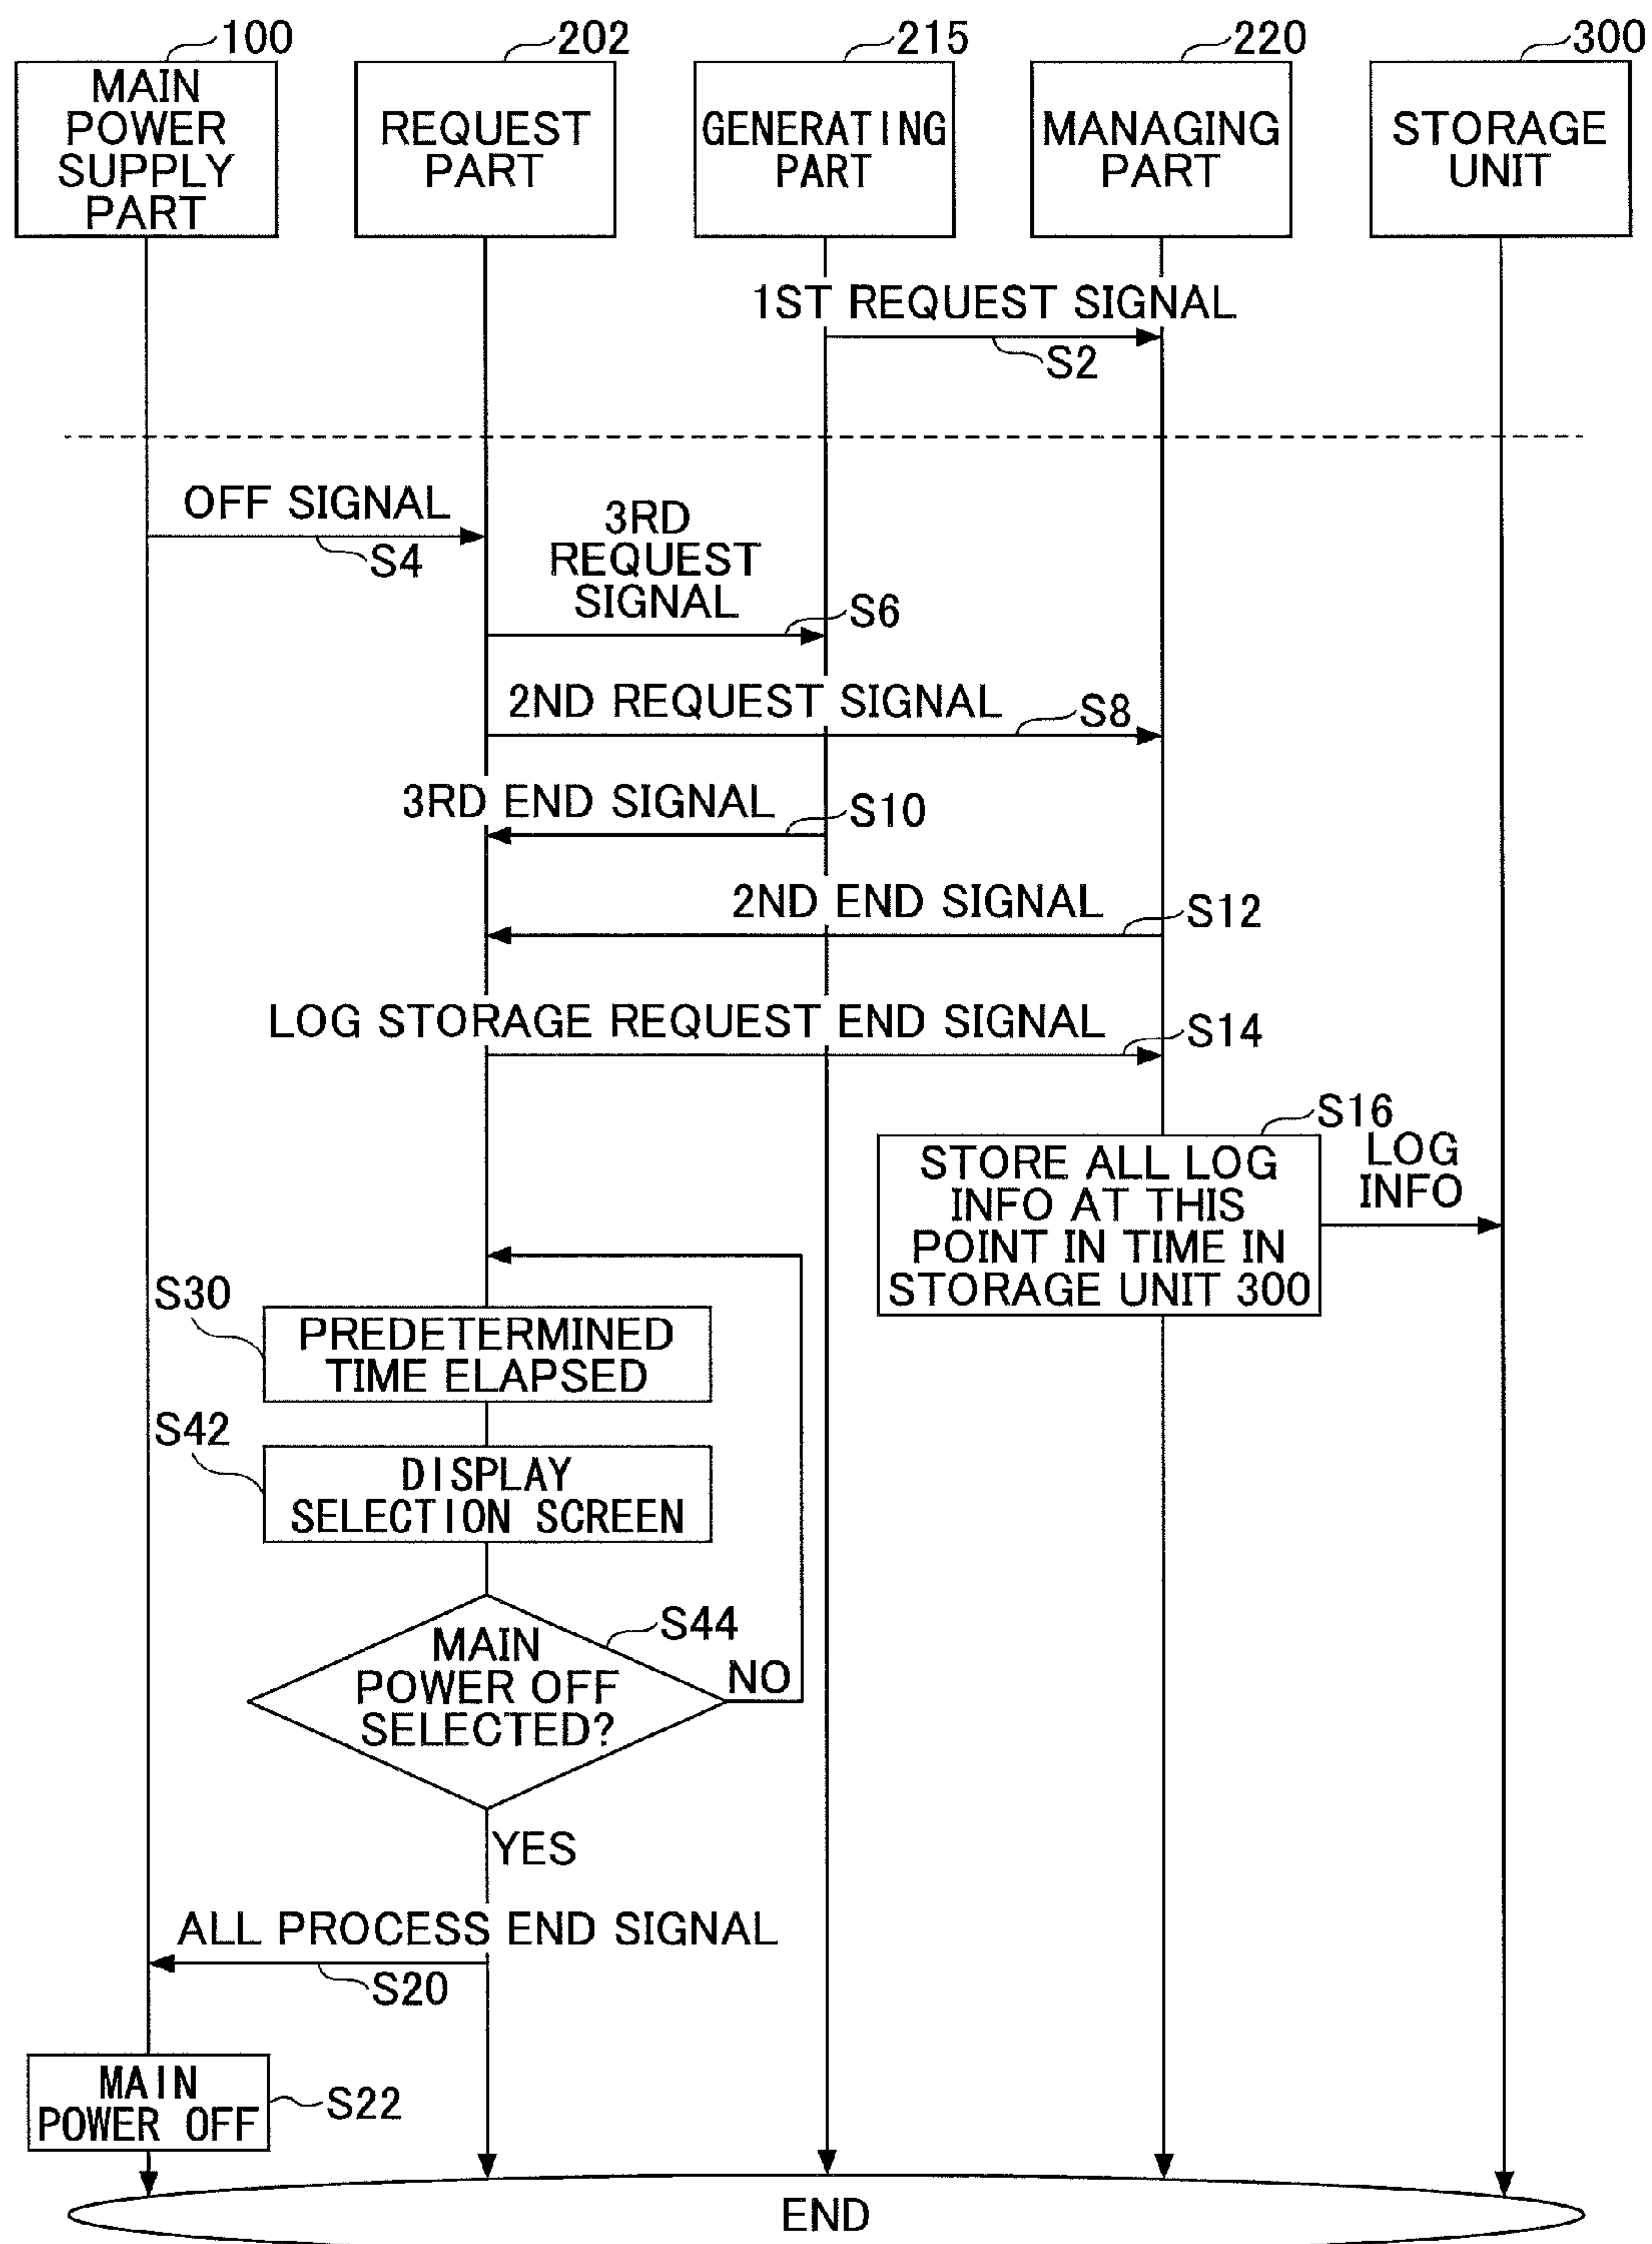 100
202
215
220
300
MAIN
POWER
SUPPLY
PART
REQUEST
PART
GENERATING
PART
MANAGING
PART
STORAGE
UNIT
1ST REQUEST SIGNAL
S2
OFF SIGNAL
S4
3RD
REQUEST
SIGNAL
S6
2ND REQUEST SIGNAL
S8
3RD END SIGNAL
S10
2ND END SIGNAL
S12
LOG STORAGE REQUEST END SIGNAL
S14
S16
STORE ALL LOG
INFO AT THIS
POINT IN TIME IN
STORAGE UNIT 300
LOG
INFO
S30
PREDETERMINED
TIME ELAPSED
S42
DISPLAY
SELECTION SCREEN
S44
MAIN
POWER OFF
SELECTED?
NO
YES
ALL PROCESS END SIGNAL
S20
MAIN
POWER OFF
S22
END